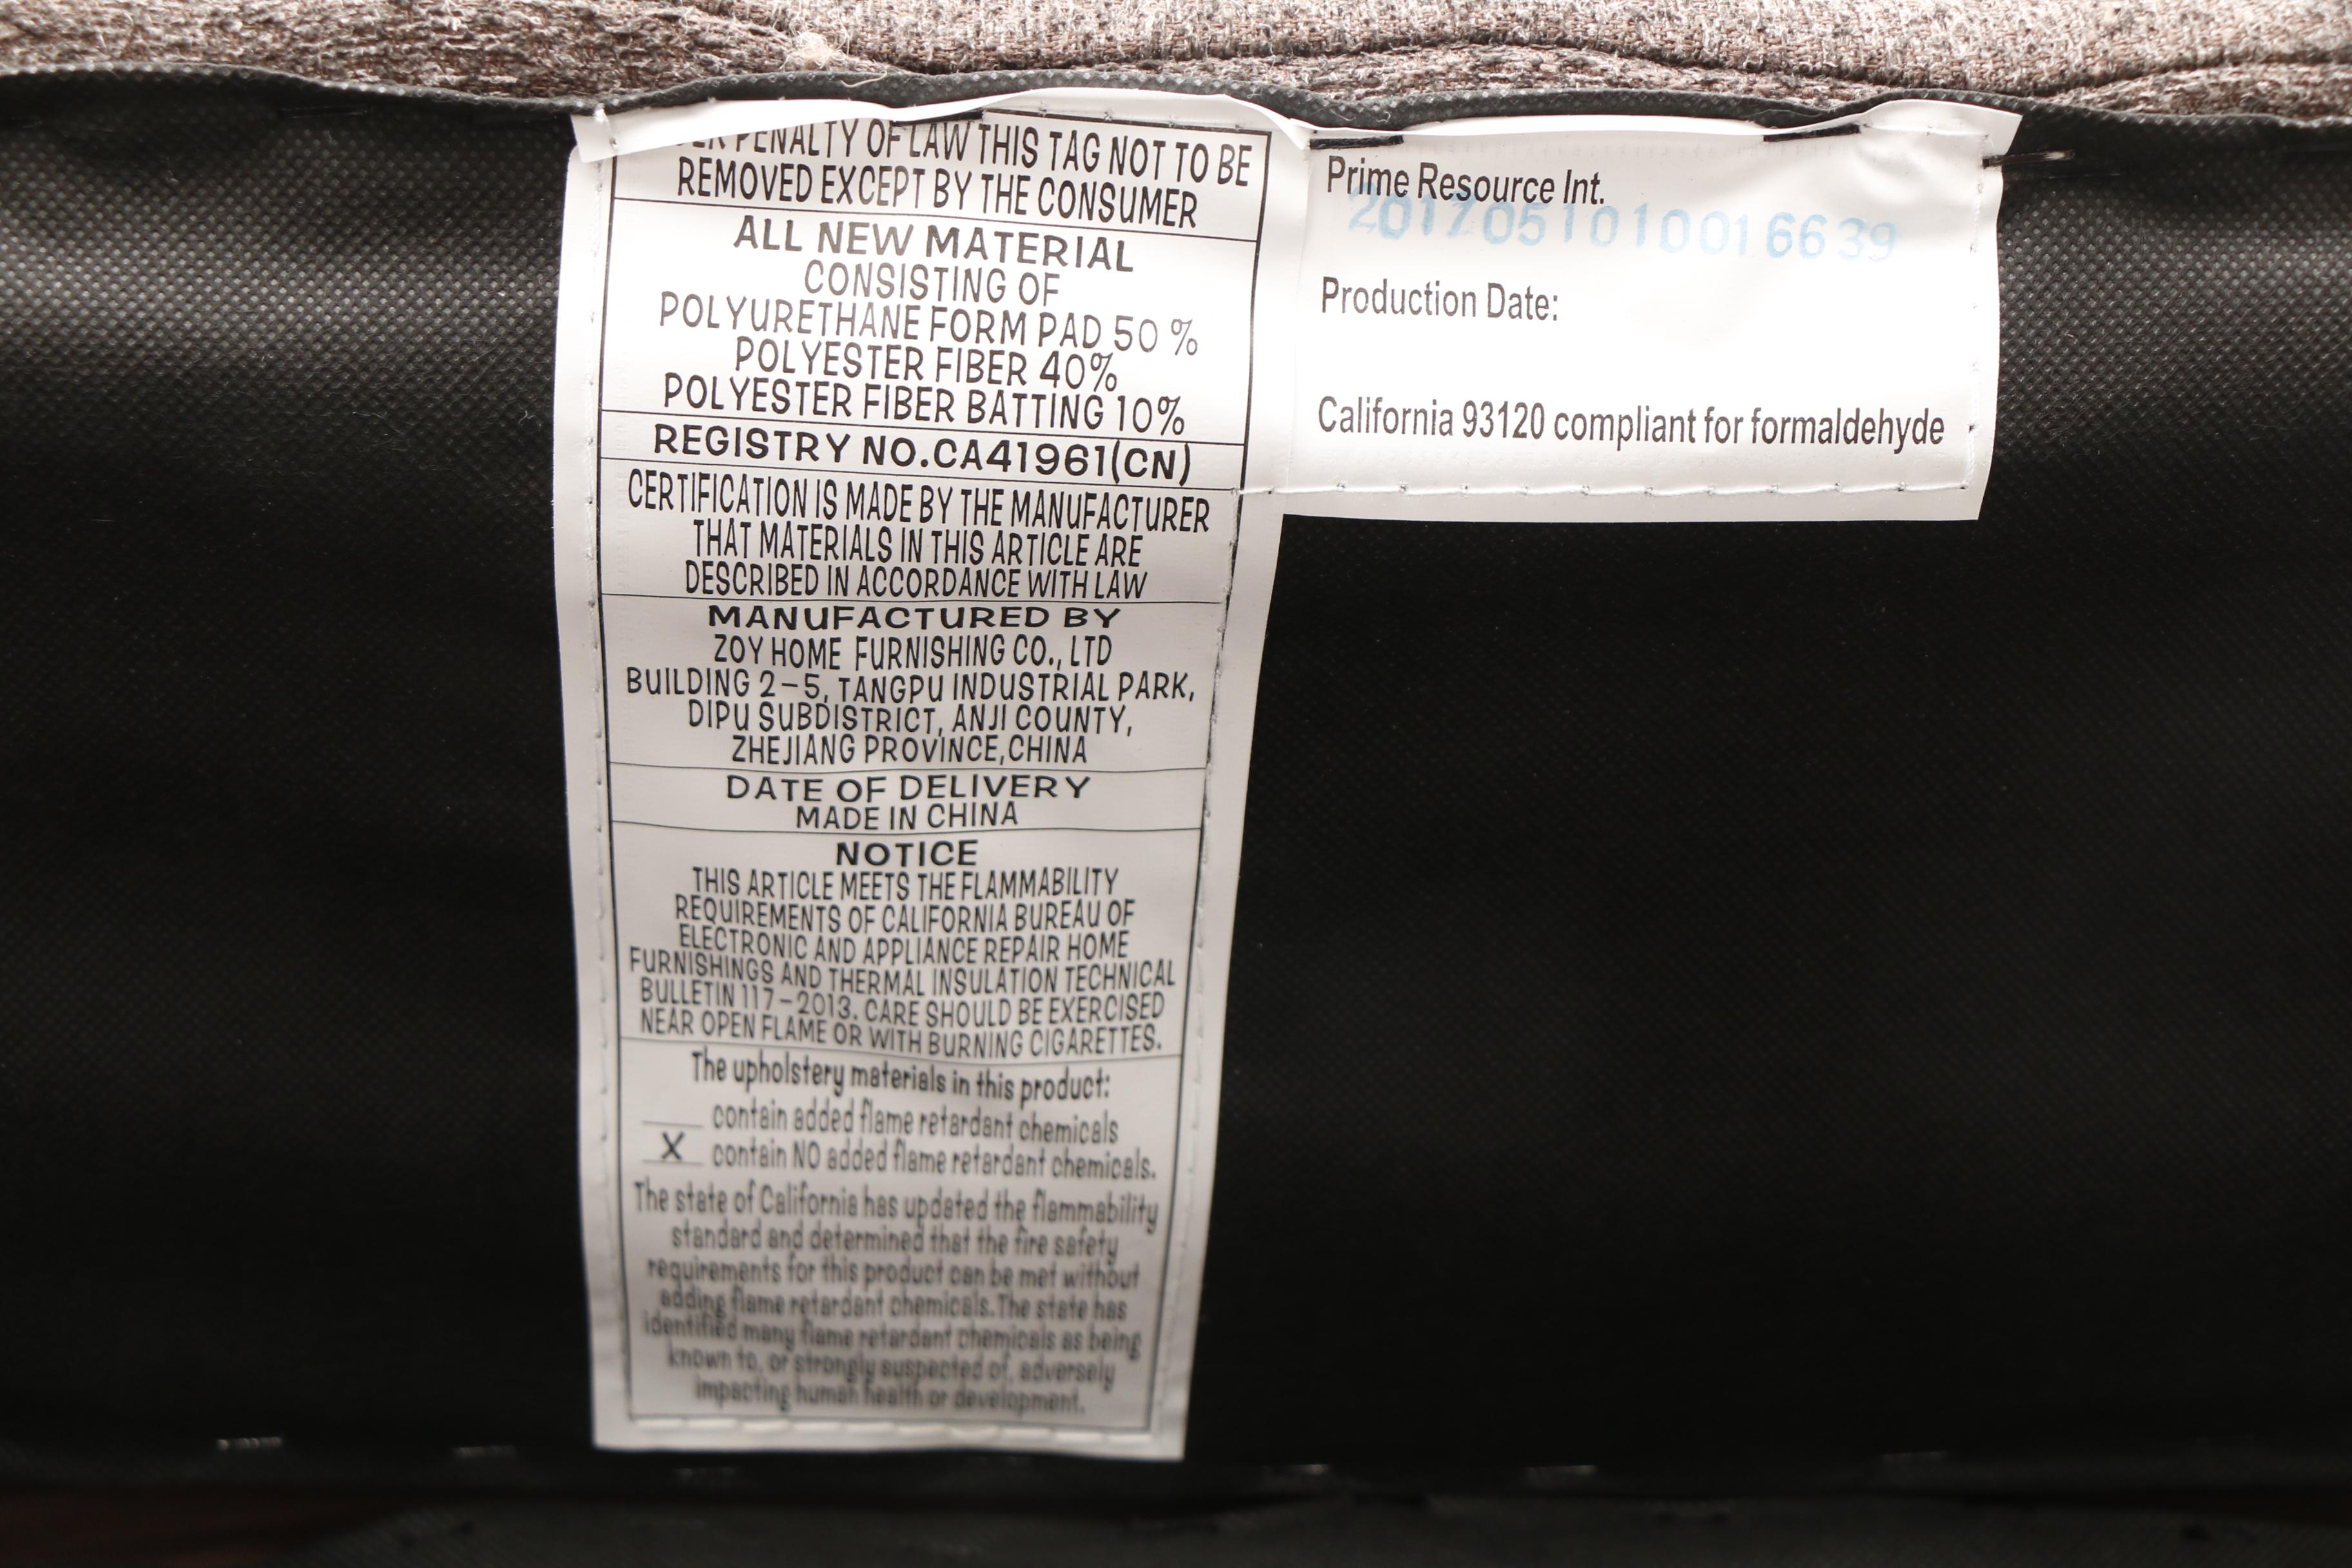 PENALTY OF LAW THIS TAG NOT TO BE
REMOVED EXCEPT BY THE CONSUMER
ALL NEW MATERIAL
CONSISTING OF
POLYURETHANE FORM PAD 50 %
POLYESTER FIBER 40%
POLYESTER FIBER BATTING 10%
REGISTRY NO.CA41961(CN)
CERTIFICATION IS MADE BY THE MANUFACTURER
THAT MATERIALS IN THIS ARTICLE ARE
DESCRIBED IN ACCORDANCE WITH LAW
MANUFACTURED BY
ZOY HOME FURNISHING CO., LTD
BUILDING 2-5, TANGPU INDUSTRIAL PARK,
DIPU SUBDISTRICT, ANJI COUNTY,
ZHEJIANG PROVINCE,CHINA
DATE OF DELIVERY
MADE IN CHINA
NOTICE
THIS ARTICLE MEETS THE FLAMMABILITY
REQUIREMENTS OF CALIFORNIA BUREAU OF
ELECTRONIC AND APPLIANCE REPAIR HOME
FURNISHINGS AND THERMAL INSULATION TECHNICAL
BULLETIN 117-2013. CARE SHOULD BE EXERCISED
NEAR OPEN FLAME OR WITH BURNING CIGARETTES.
The upholstery materials in this product:
___ contain added flame retardant chemicals
X contain NO added flame retardant chemicals.
The state of California has updated the flammability
standard and determined that the fire safety
requirements for this product can be met without
adding flame retardant chemicals.The state has
identified many flame retardant chemicals as being
known to, or strongly suspected of, adversely
impacting human health or development.
Prime Resource Int.
2017051010016639
Production Date:
California 93120 compliant for formaldehyde